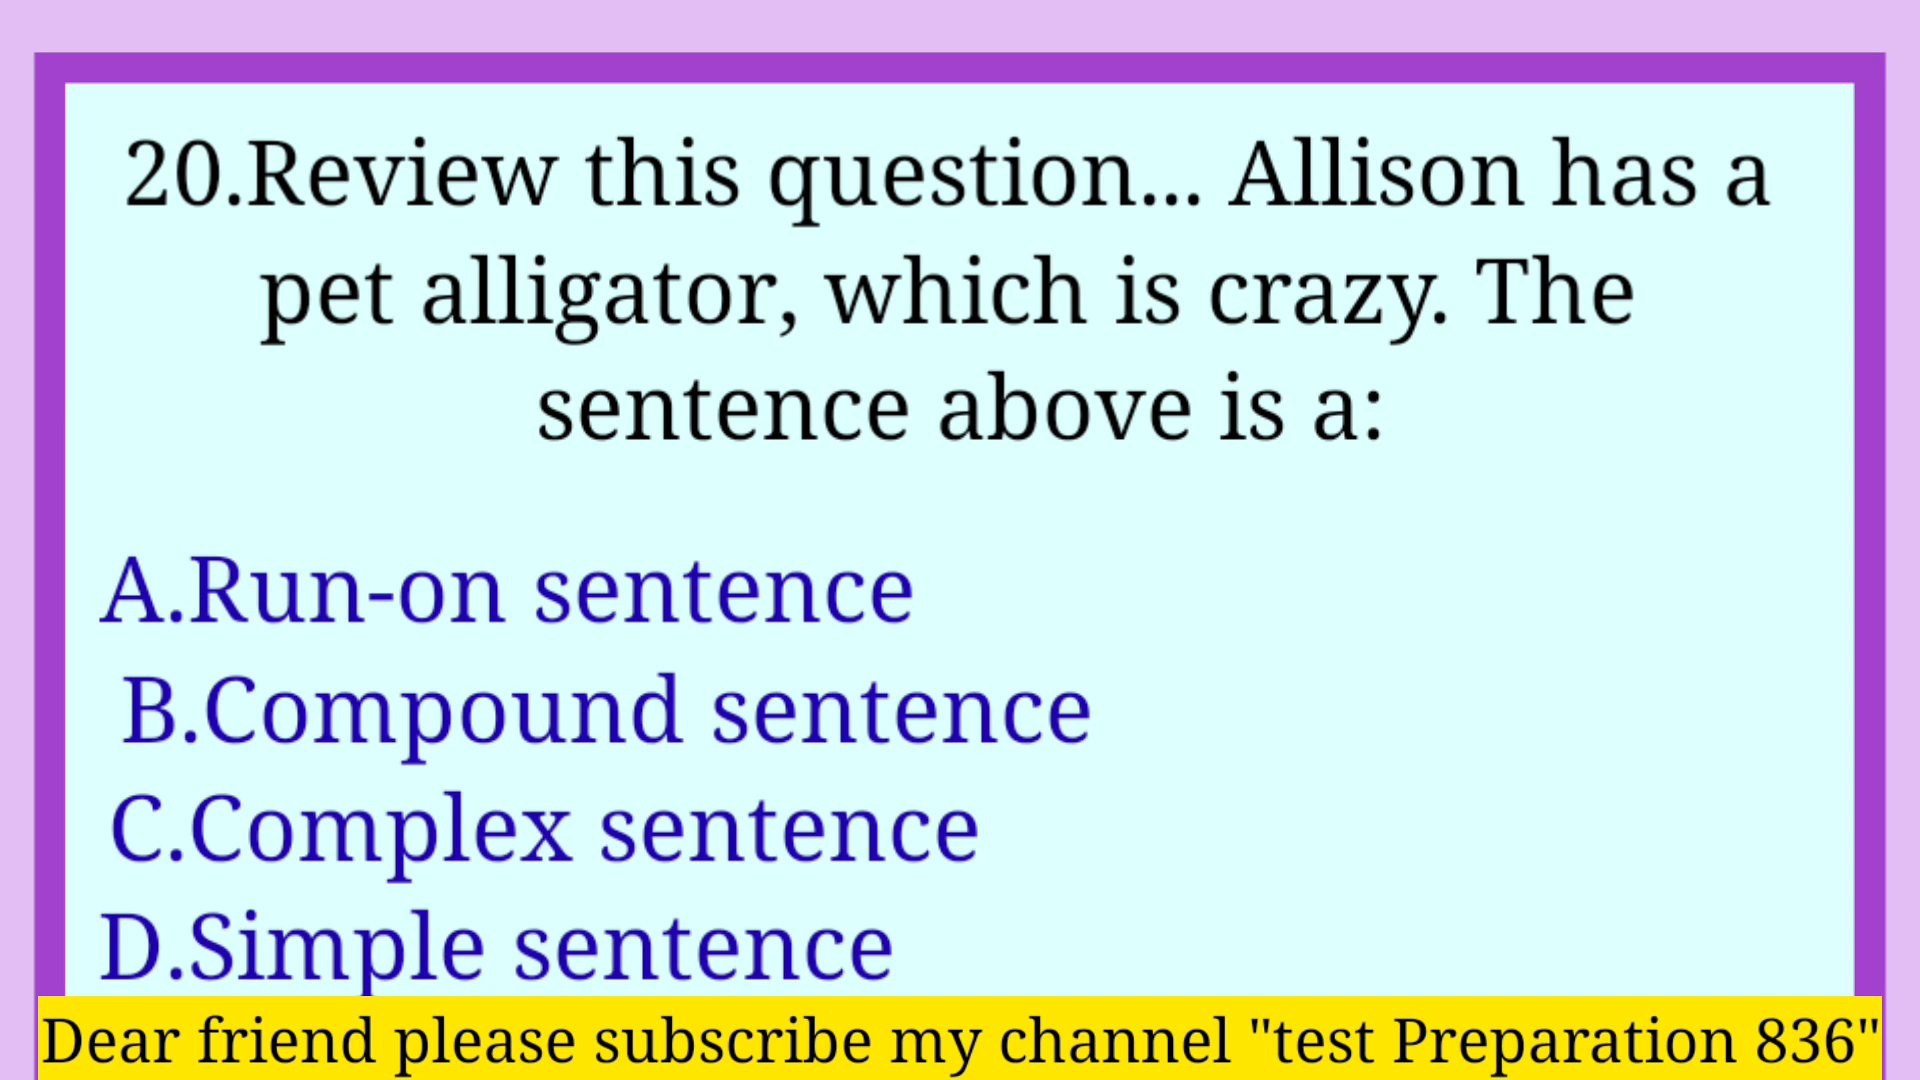 20.Review this question... Allison has a
pet alligator, which is crazy. The
sentence above is a:
A.Run-on sentence
B.Compound sentence
C.Complex sentence
D.Simple sentence
Dear friend please subscribe my channel "test Preparation 836"